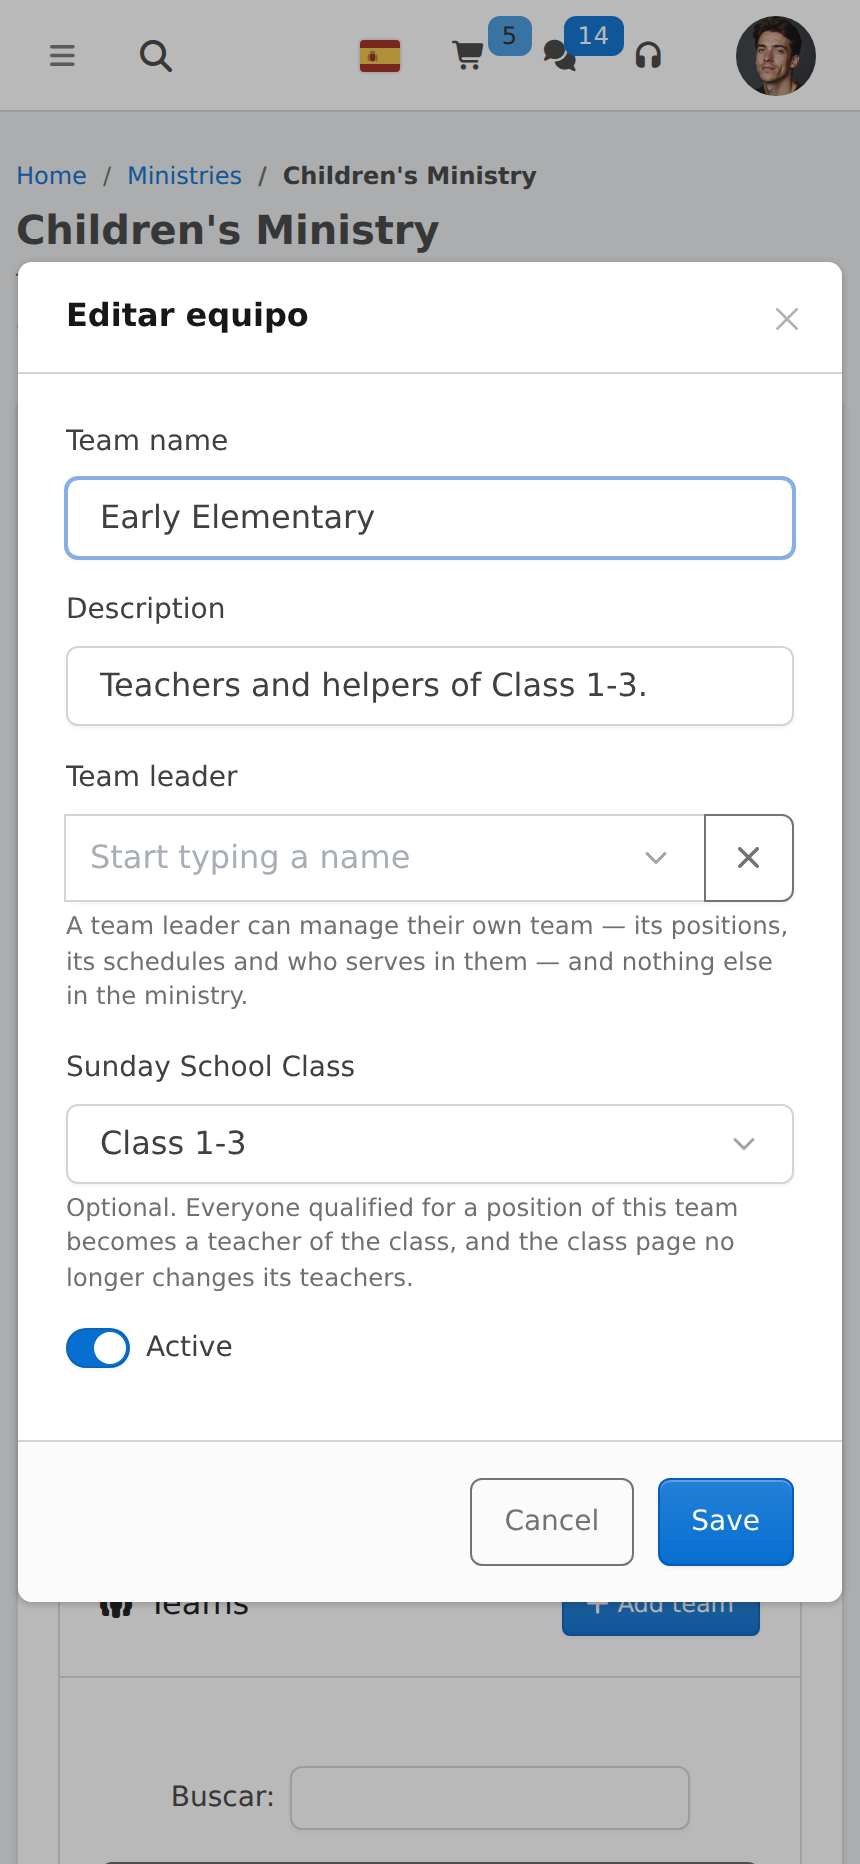 5
14
Home / Ministries / Children's Ministry
Children's Ministry
Editar equipo
Team name
Early Elementary
Description
Teachers and helpers of Class 1-3.
Team leader
Start typing a name
A team leader can manage their own team — its positions,
its schedules and who serves in them — and nothing else
in the ministry.
Sunday School Class
Class 1-3
Optional. Everyone qualified for a position of this team
becomes a teacher of the class, and the class page no
longer changes its teachers.
Active
Cancel
Save
Teams
+ Add team
Buscar: